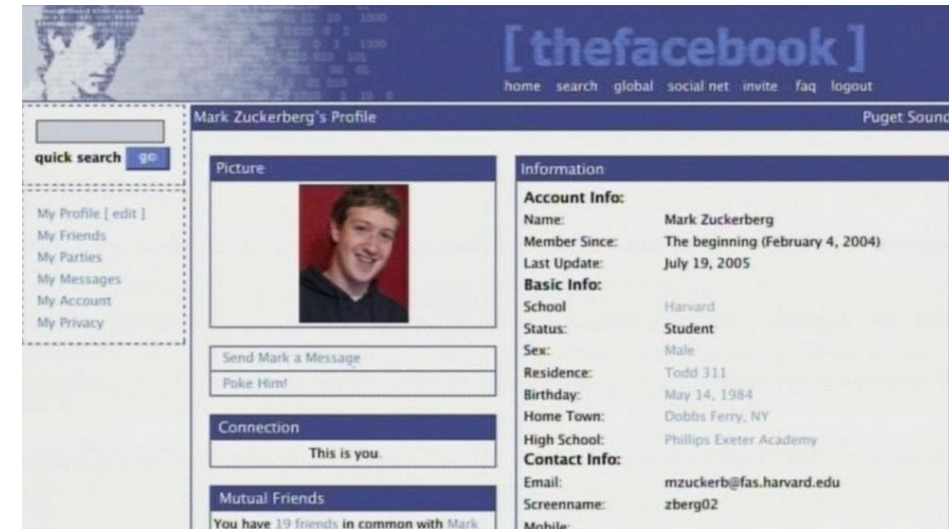 [ thefacebook ]
home search global social net invite faq logout
quick search go
My Profile [ edit ]
My Friends
My Parties
My Messages
My Account
My Privacy
Mark Zuckerberg's Profile Puget Sound
Picture
Send Mark a Message
Poke Him!
Connection
This is you.
Mutual Friends
You have 19 friends in common with Mark
Information
Account Info:
Name: Mark Zuckerberg
Member Since: The beginning (February 4, 2004)
Last Update: July 19, 2005
Basic Info:
School Harvard
Status: Student
Sex: Male
Residence: Todd 311
Birthday: May 14, 1984
Home Town: Dobbs Ferry, NY
High School: Phillips Exeter Academy
Contact Info:
Email: mzuckerb@fas.harvard.edu
Screenname: zberg02
Mobile: